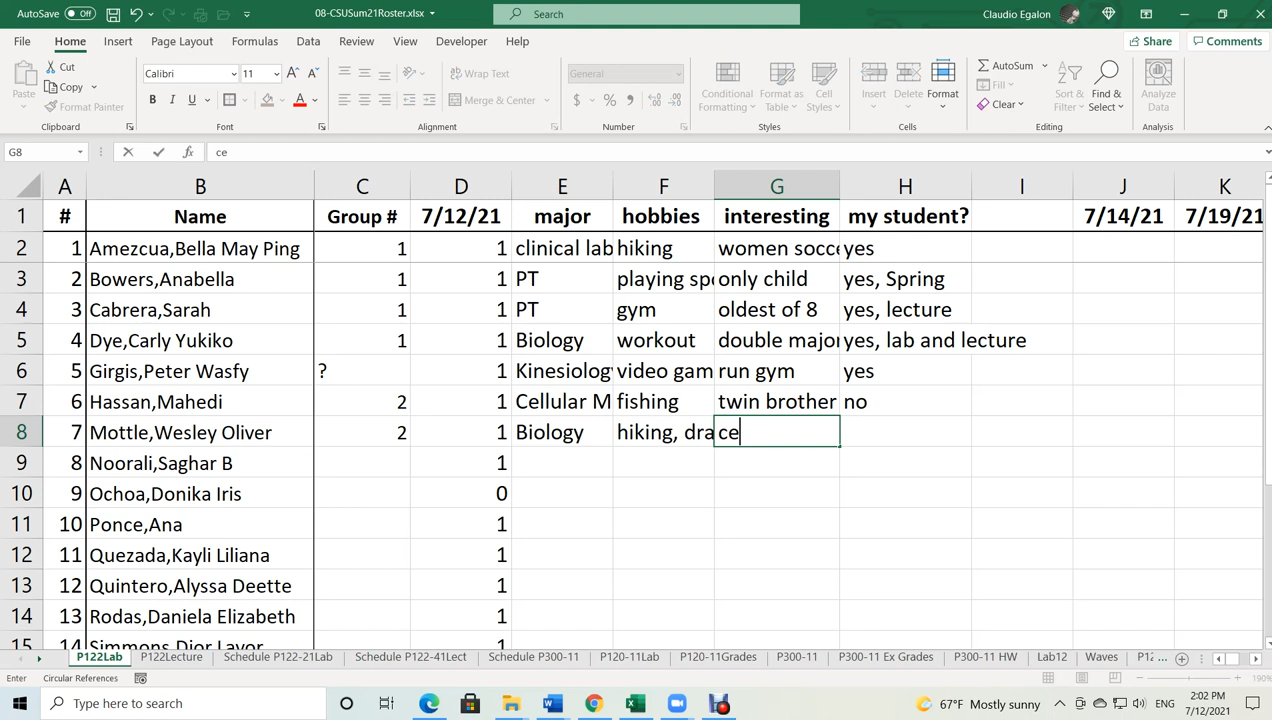 AutoSave Off 08-CSUSum21Roster.xlsx Search Claudio Egalon
File Home Insert Page Layout Formulas Data Review View Developer Help Share Comments
Paste Cut Copy Format Painter Clipboard
Calibri 11 B I U Font
Wrap Text Merge & Center Alignment
General $ % Number
Conditional Formatting Format as Table Cell Styles Styles
Insert Delete Format Cells
AutoSum Fill Clear Sort & Filter Find & Select Editing
Analyze Data Analysis
G8 fx ce
A B C D E F G H I J K
1 # Name Group # 7/12/21 major hobbies interesting my student? 7/14/21 7/19/21
2 1 Amezcua,Bella May Ping 1 1 clinical lab hiking women socce yes
3 2 Bowers,Anabella 1 1 PT playing spo only child yes, Spring
4 3 Cabrera,Sarah 1 1 PT gym oldest of 8 yes, lecture
5 4 Dye,Carly Yukiko 1 1 Biology workout double major yes, lab and lecture
6 5 Girgis,Peter Wasfy ? 1 Kinesiology video gam run gym yes
7 6 Hassan,Mahedi 2 1 Cellular M fishing twin brother no
8 7 Mottle,Wesley Oliver 2 1 Biology hiking, dra ce
9 8 Noorali,Saghar B 1
10 9 Ochoa,Donika Iris 0
11 10 Ponce,Ana 1
12 11 Quezada,Kayli Liliana 1
13 12 Quintero,Alyssa Deette 1
14 13 Rodas,Daniela Elizabeth 1
15 14 Simmons,Dior Lavor 1
P122Lab P122Lecture Schedule P122-21Lab Schedule P122-41Lect Schedule P300-11 P120-11Lab P120-11Grades P300-11 P300-11 Ex Grades P300-11 HW Lab12 Waves P12 ...
Enter Circular References 190%
Type here to search 67°F Mostly sunny ENG 2:02 PM
7/12/2021